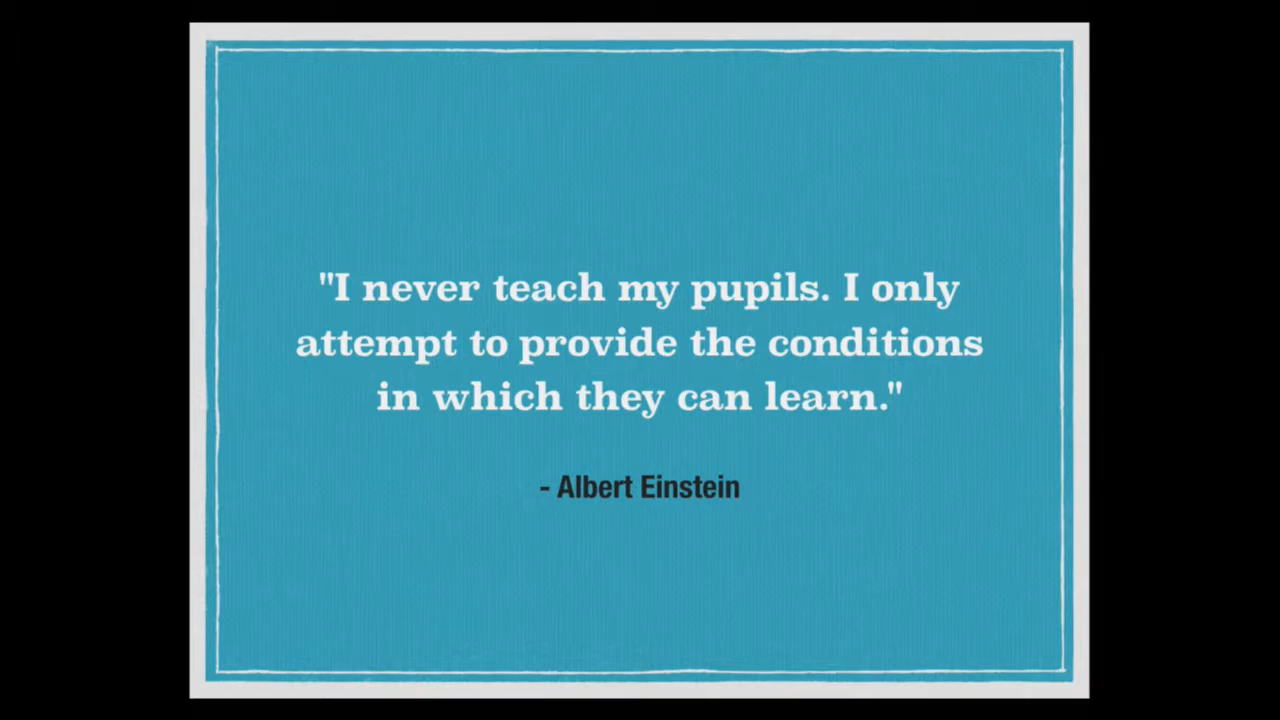 "I never teach my pupils. I only
attempt to provide the conditions
in which they can learn."
- Albert Einstein